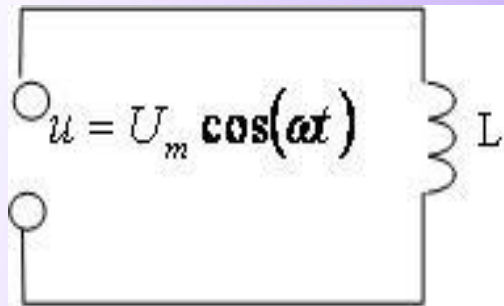 u = U_m cos(ωt)
L